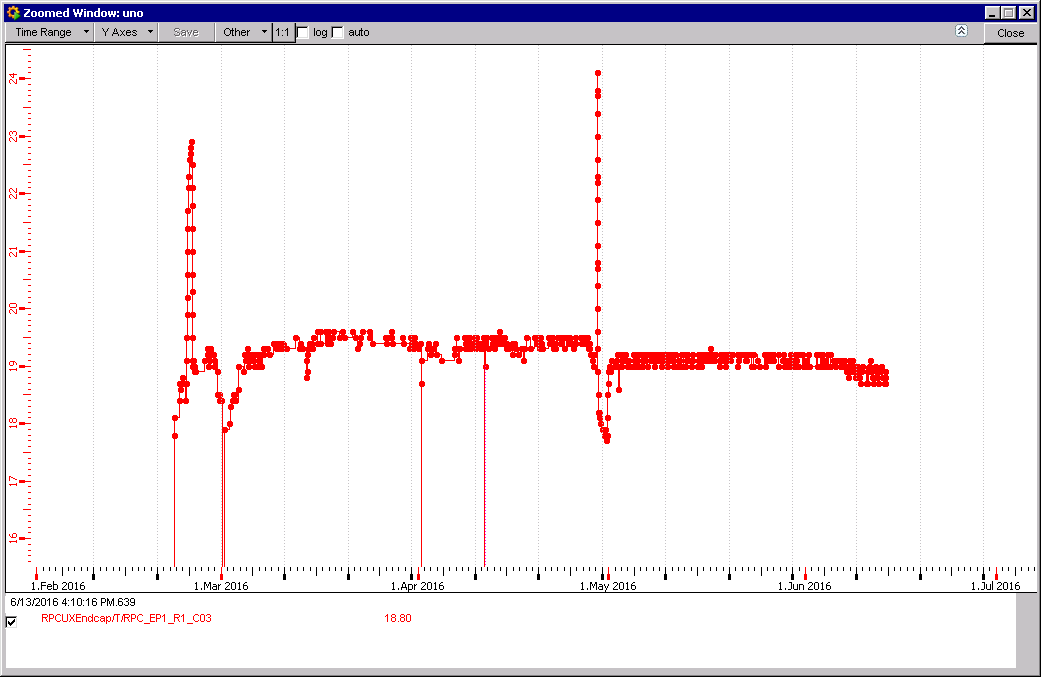 Zoomed Window: uno
Time Range Y Axes Save Other 1:1 log auto Close
24
23
22
21
20
19
18
17
16
1.Feb 2016 1.Mar 2016 1.Apr 2016 1.May 2016 1.Jun 2016 1.Jul 2016
6/13/2016 4:10:16 PM.639
RPCUXEndcap/T/RPC_EP1_R1_C03 18.80